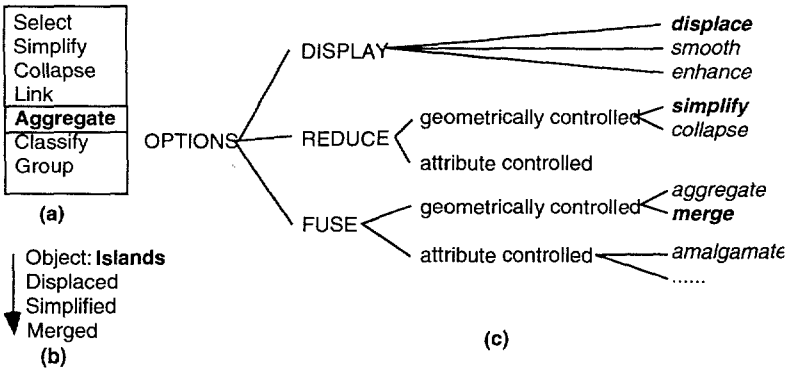 Select
Simplify
Collapse
Link
Aggregate
Classify
Group
(a)
Object: Islands
Displaced
Simplified
Merged
(b)
OPTIONS
DISPLAY
displace
smooth
enhance
REDUCE
geometrically controlled
simplify
collapse
attribute controlled
FUSE
geometrically controlled
aggregate
merge
attribute controlled
amalgamate
......
(c)